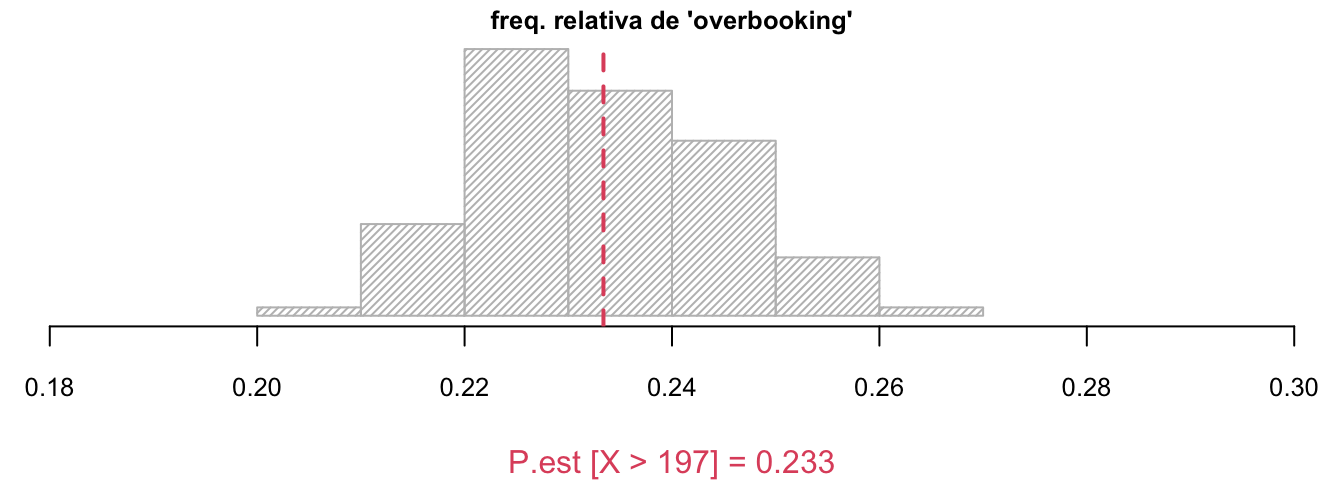 freq. relativa de 'overbooking'
0.18 0.20 0.22 0.24 0.26 0.28 0.30
P.est [X > 197] = 0.233